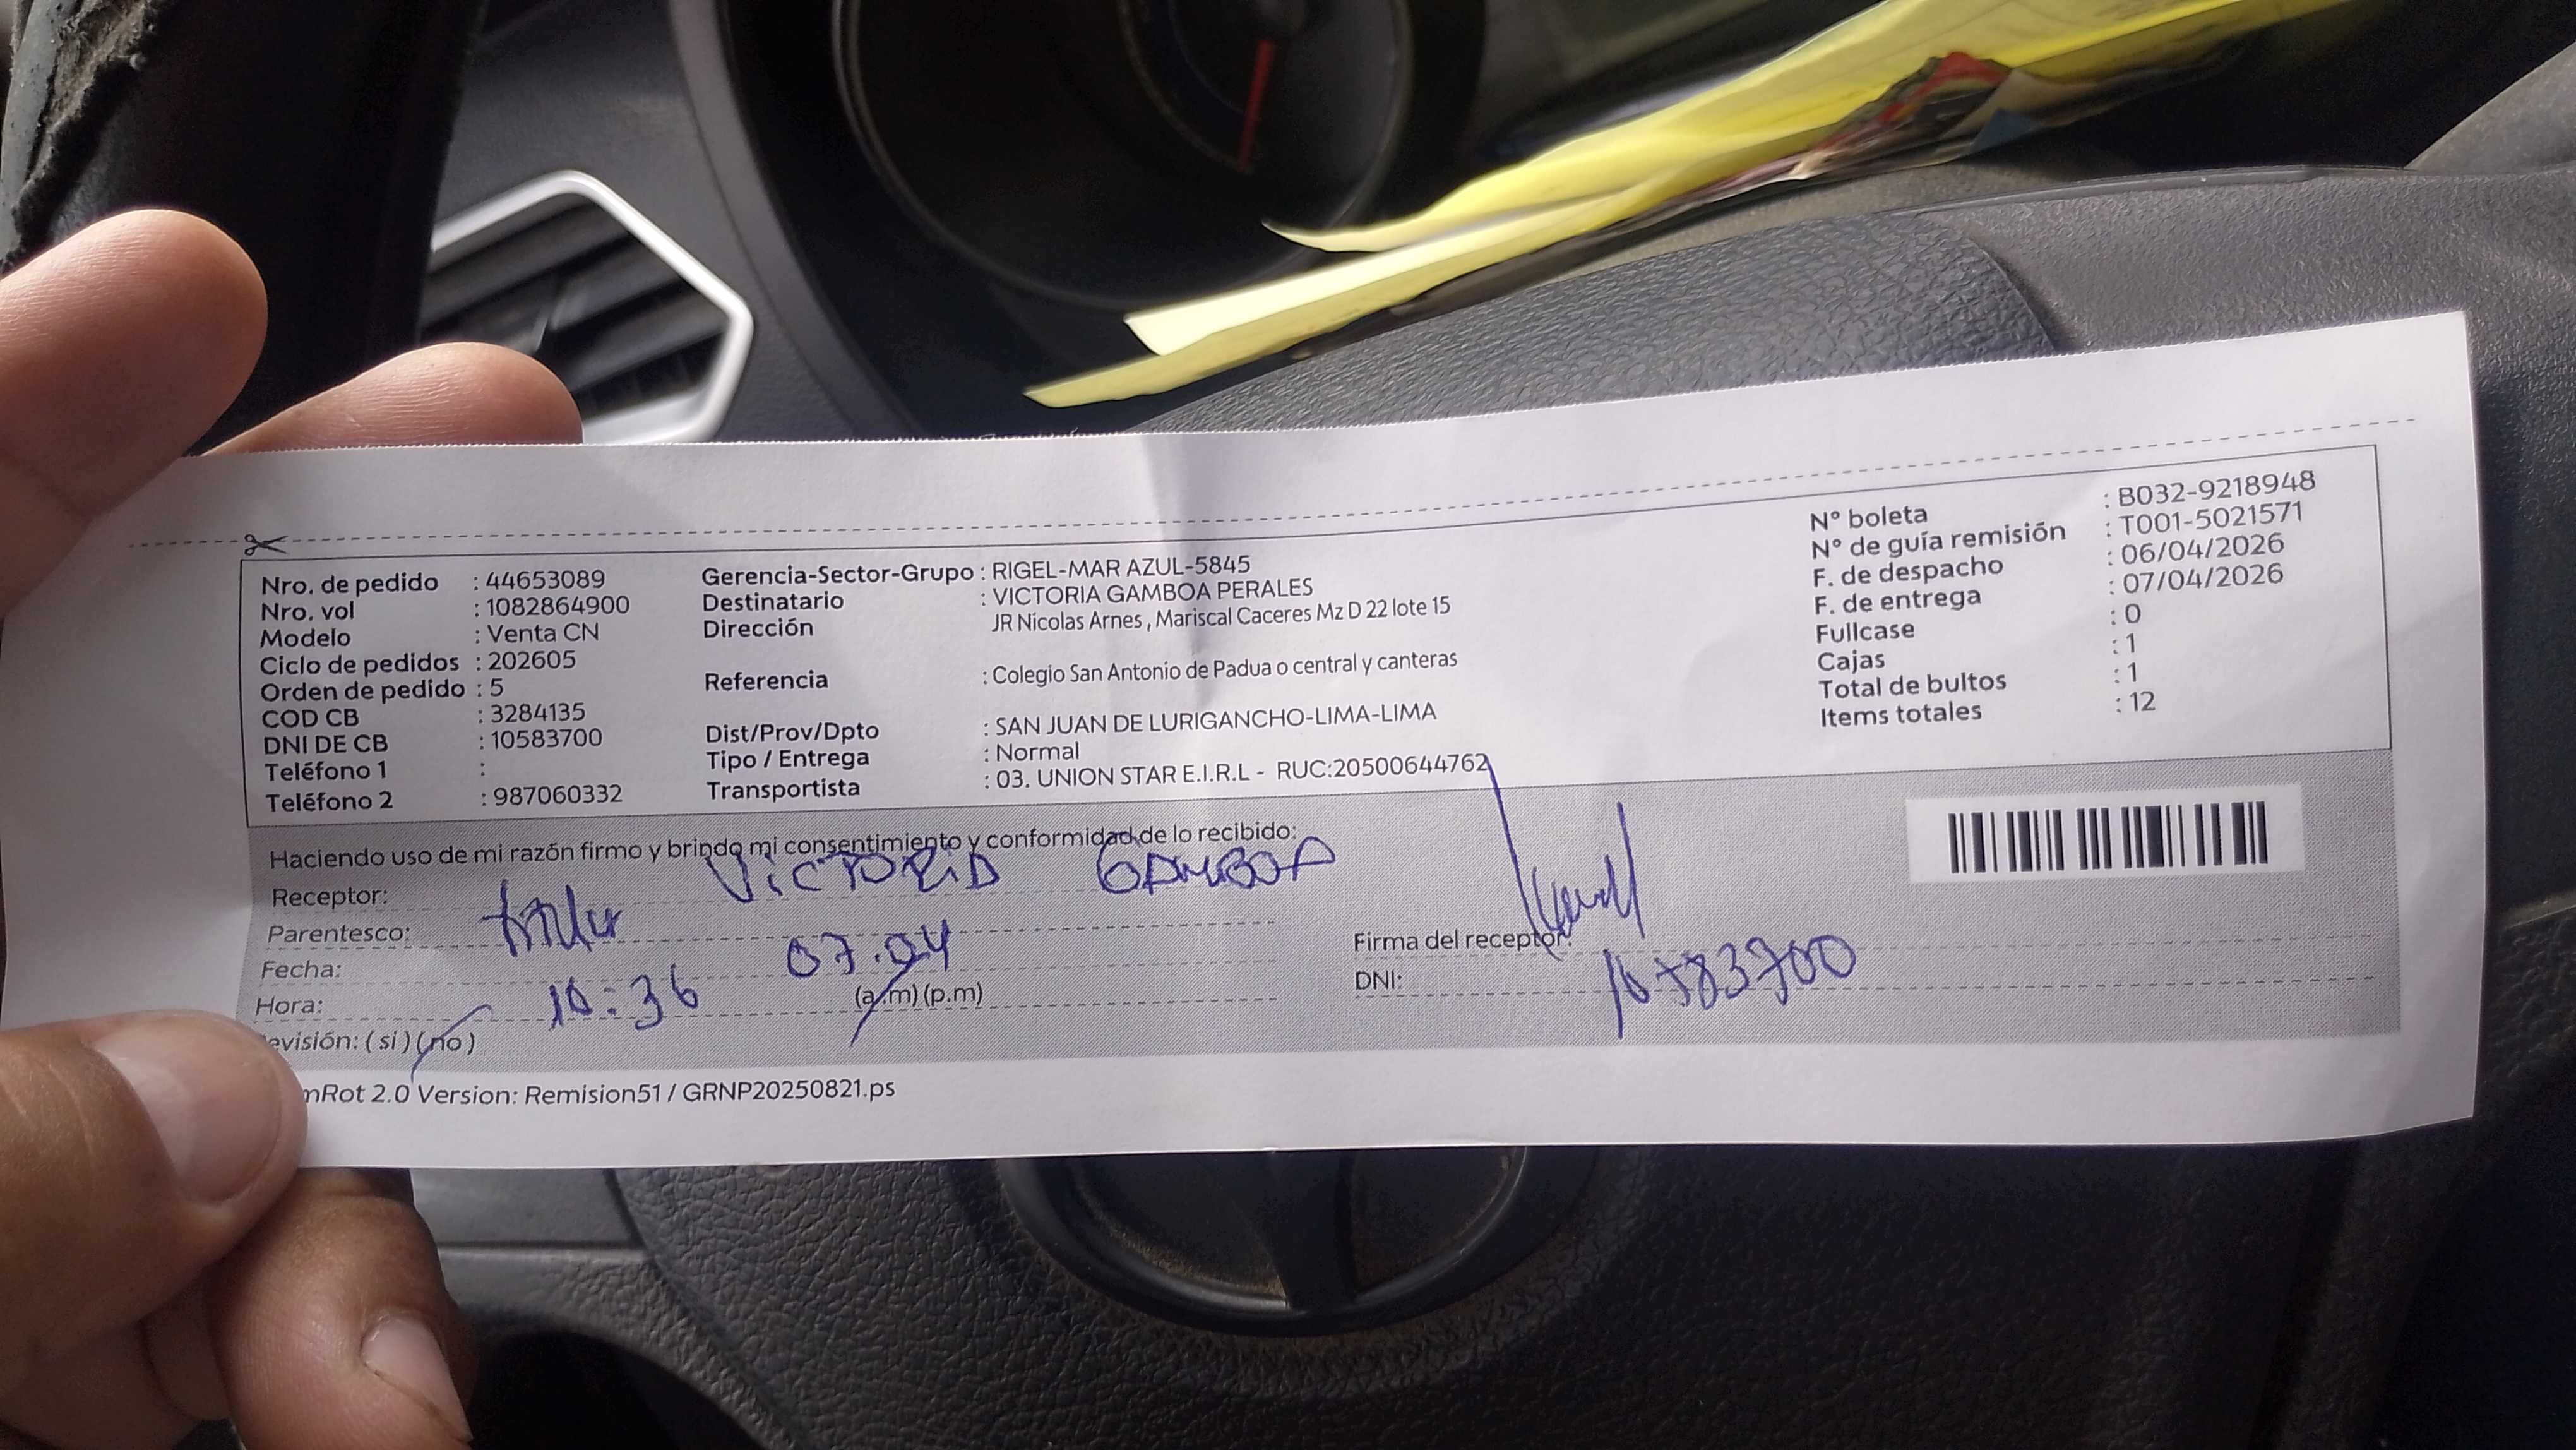 Nro. de pedido : 44653089
Nro. vol : 1082864900
Modelo : Venta CN
Ciclo de pedidos : 202605
Orden de pedido : 5
COD CB : 3284135
DNI DE CB : 10583700
Teléfono 1 :
Teléfono 2 : 987060332
Gerencia-Sector-Grupo : RIGEL-MAR AZUL-5845
Destinatario : VICTORIA GAMBOA PERALES
Dirección JR Nicolas Arnes , Mariscal Caceres Mz D 22 lote 15
Referencia : Colegio San Antonio de Padua o central y canteras
Dist/Prov/Dpto : SAN JUAN DE LURIGANCHO-LIMA-LIMA
Tipo / Entrega : Normal
Transportista : 03. UNION STAR E.I.R.L - RUC:20500644762
N° boleta : B032-9218948
N° de guía remisión : T001-5021571
F. de despacho : 06/04/2026
F. de entrega : 07/04/2026
Fullcase : 0
Cajas : 1
Total de bultos : 1
Items totales : 12
Haciendo uso de mi razón firmo y brindo mi consentimiento y conformidad de lo recibido:
Receptor: VICTORIA GAMBOA
Parentesco:
Fecha: 07.04
Hora: 10:36 (a.m) (p.m)
evisión: ( si ) ( no )
Firma del receptor:
DNI: 10583700
mRot 2.0 Version: Remision51 / GRNP20250821.ps